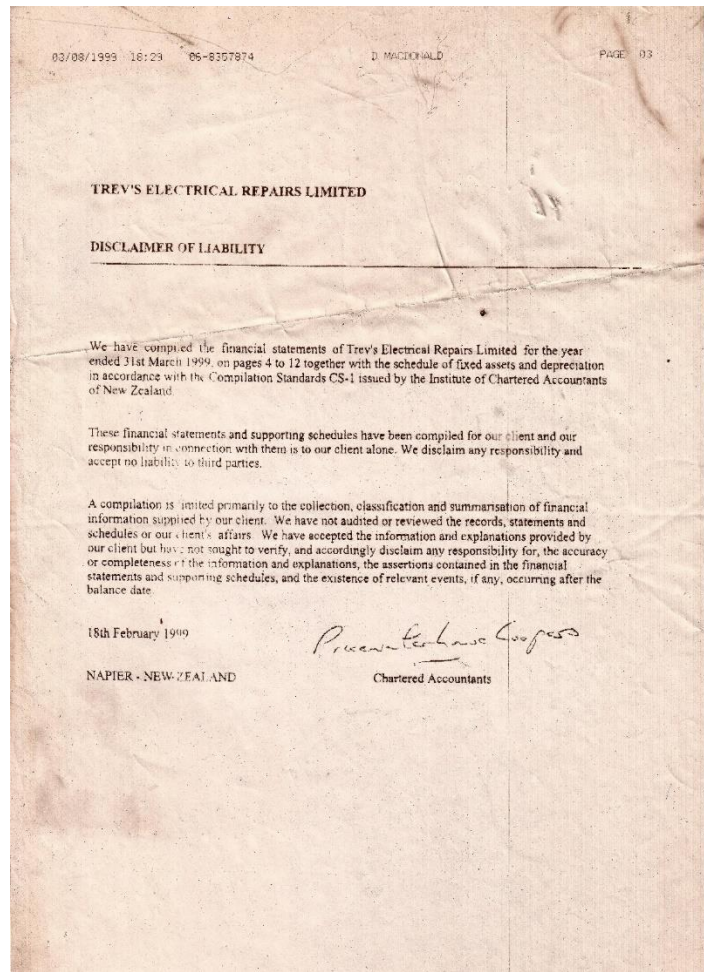 03/08/1999 18:29 06-8357874 D MACDONALD PAGE 03
TREV'S ELECTRICAL REPAIRS LIMITED
DISCLAIMER OF LIABILITY
We have compiled the financial statements of Trev's Electrical Repairs Limited for the year
ended 31st March 1999, on pages 4 to 12 together with the schedule of fixed assets and depreciation
in accordance with the Compilation Standards CS-1 issued by the Institute of Chartered Accountants
of New Zealand.
These financial statements and supporting schedules have been compiled for our client and our
responsibility in connection with them is to our client alone. We disclaim any responsibility and
accept no liability to third parties.
A compilation is limited primarily to the collection, classification and summarisation of financial
information supplied by our client. We have not audited or reviewed the records, statements and
schedules or our client's affairs. We have accepted the information and explanations provided by
our client but have not sought to verify, and accordingly disclaim any responsibility for, the accuracy
or completeness of the information and explanations, the assertions contained in the financial
statements and supporting schedules, and the existence of relevant events, if any, occurring after the
balance date.
18th February 1999
PricewaterhouseCoopers
NAPIER - NEW ZEALAND Chartered Accountants